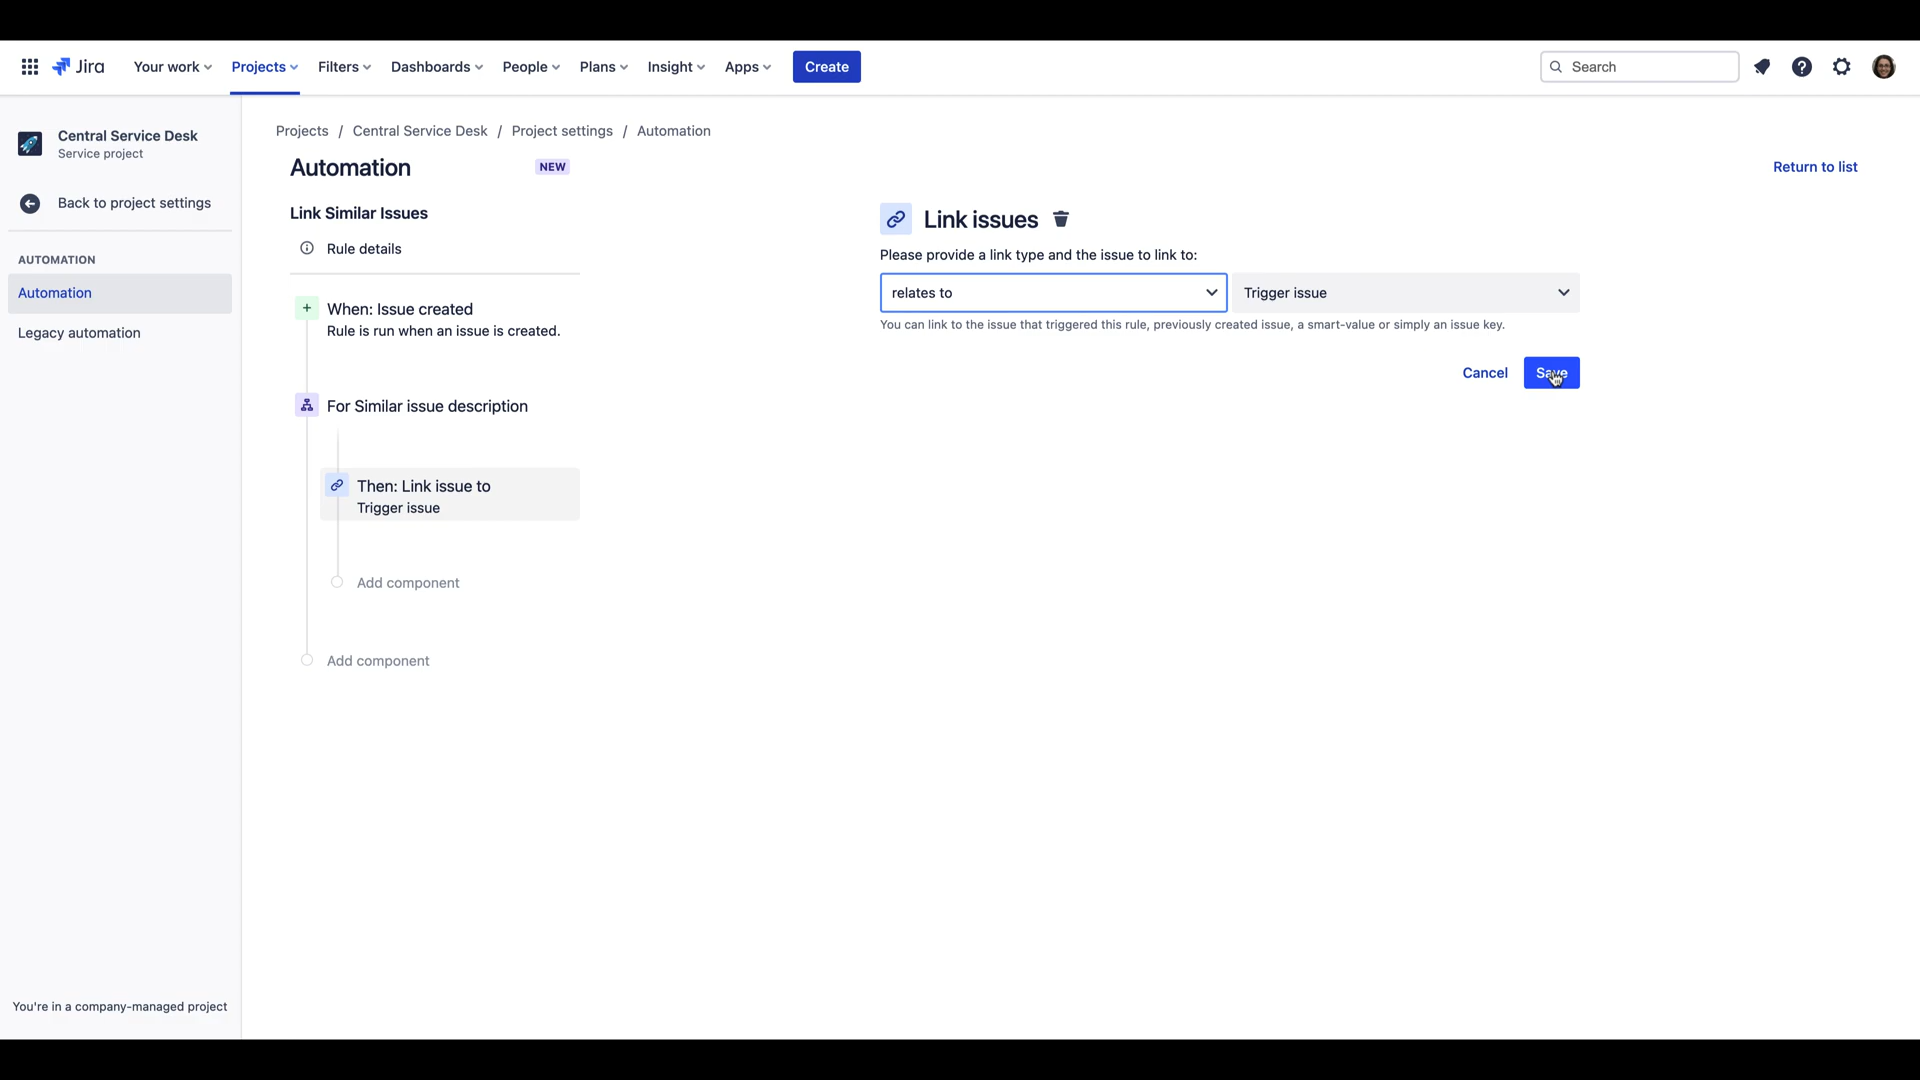 Jira
Your work
Projects
Filters
Dashboards
People
Plans
Insight
Apps
Create
Search
Central Service Desk
Service project
Back to project settings
AUTOMATION
Automation
Legacy automation
You're in a company-managed project
Projects / Central Service Desk / Project settings / Automation
Automation NEW
Return to list
Link Similar Issues
Rule details
When: Issue created
Rule is run when an issue is created.
For Similar issue description
Then: Link issue to
Trigger issue
Add component
Add component
Link issues
Please provide a link type and the issue to link to:
relates to
Trigger issue
You can link to the issue that triggered this rule, previously created issue, a smart-value or simply an issue key.
Cancel
Save